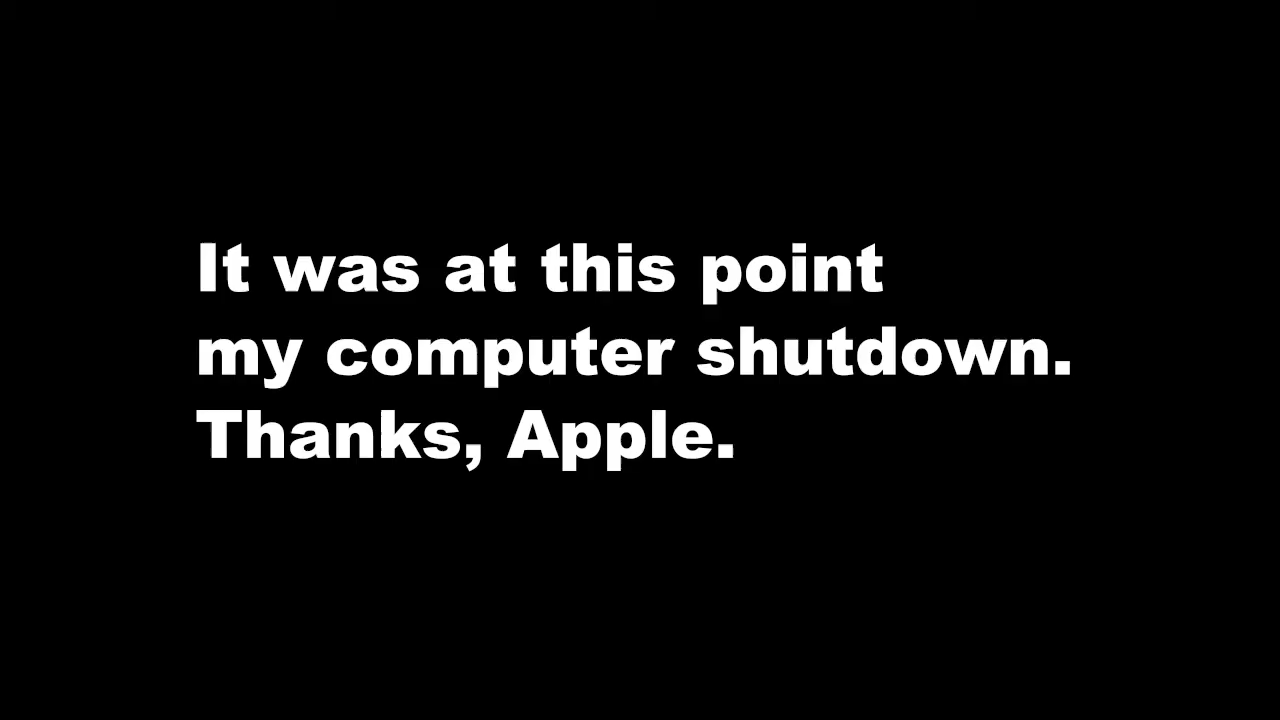 It was at this point
my computer shutdown.
Thanks, Apple.